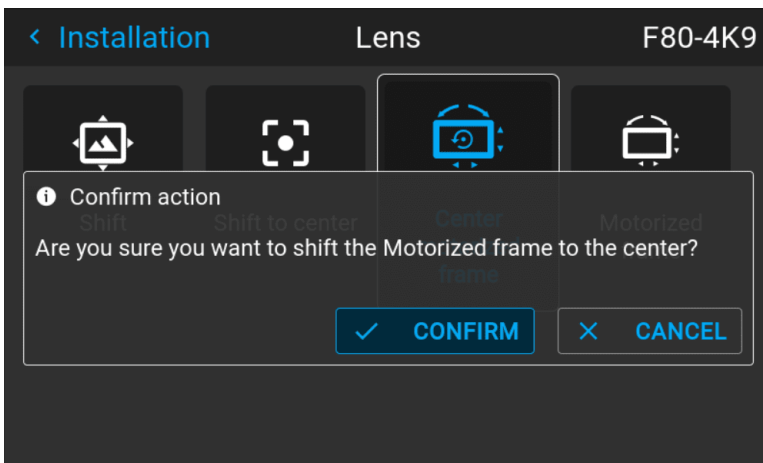 Installation Lens F80-4K9
Confirm action
Shift Shift to center Center Motorized
Are you sure you want to shift the Motorized frame to the center?
frame
CONFIRM CANCEL